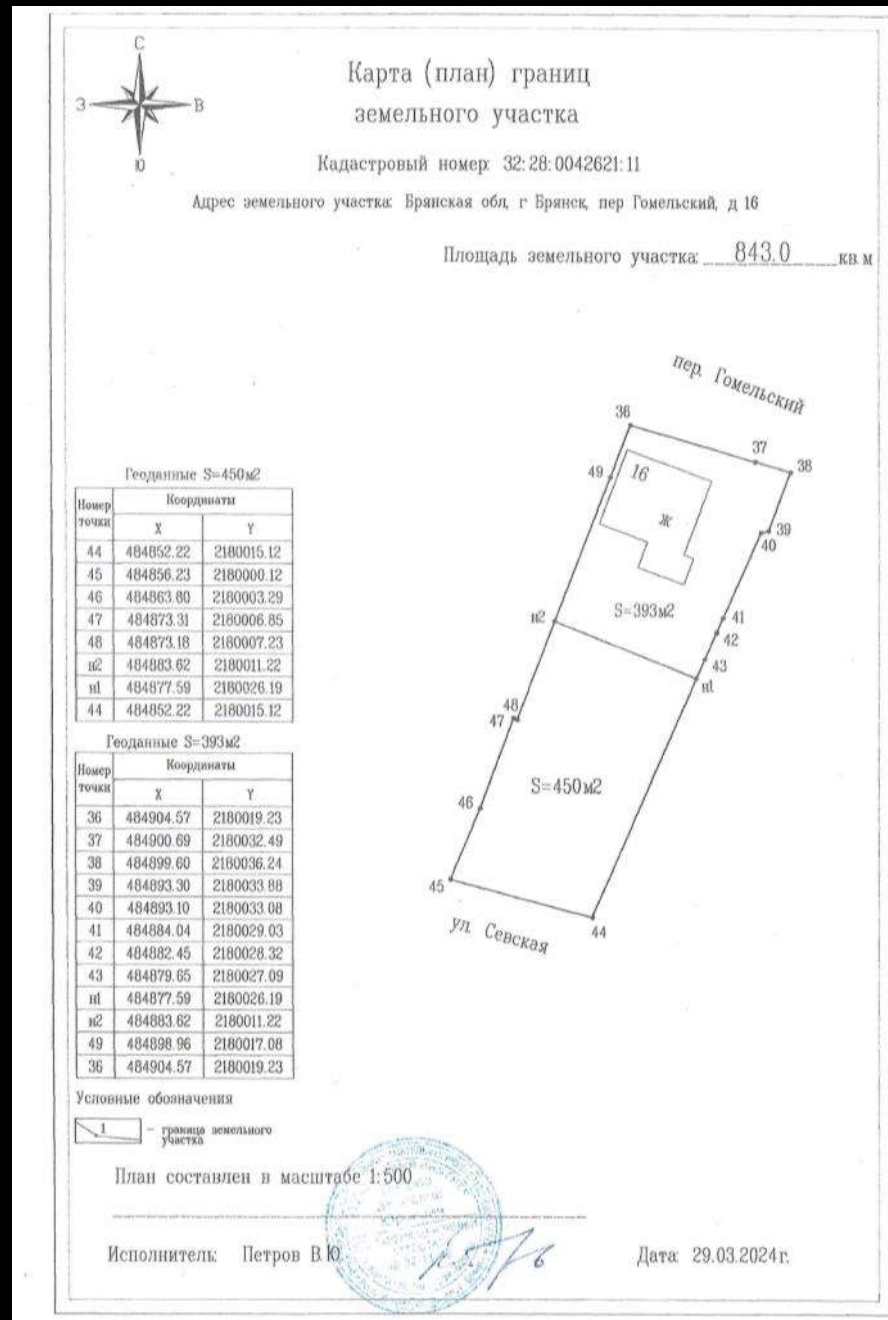 С
З
В
Ю
Карта (план) границ
земельного участка
Кадастровый номер: 32:28:0042621:11
Адрес земельного участка: Брянская обл, г Брянск, пер Гомельский, д 16
Площадь земельного участка: 843.0 кв.м
пер. Гомельский
36
37
38
49
16
ж
39
40
н2
S=393м2
41
42
43
н1
48
47
S=450м2
46
45
44
ул. Севская
Геоданные S=450м2
Номер точки Координаты
X Y
44 484852.22 2180015.12
45 484856.23 2180000.12
46 484863.80 2180003.29
47 484873.31 2180006.85
48 484873.18 2180007.23
н2 484883.62 2180011.22
н1 484877.59 2180026.19
44 484852.22 2180015.12
Геоданные S=393м2
Номер точки Координаты
X Y
36 484904.57 2180019.23
37 484900.69 2180032.49
38 484899.60 2180036.24
39 484893.30 2180033.88
40 484893.10 2180033.08
41 484884.04 2180029.03
42 484882.45 2180028.32
43 484879.65 2180027.09
н1 484877.59 2180026.19
н2 484883.62 2180011.22
49 484898.96 2180017.08
36 484904.57 2180019.23
Условные обозначения
1 - граница земельного
участка
План составлен в масштабе 1:500
Исполнитель: Петров В.Ю.
Дата: 29.03.2024г.